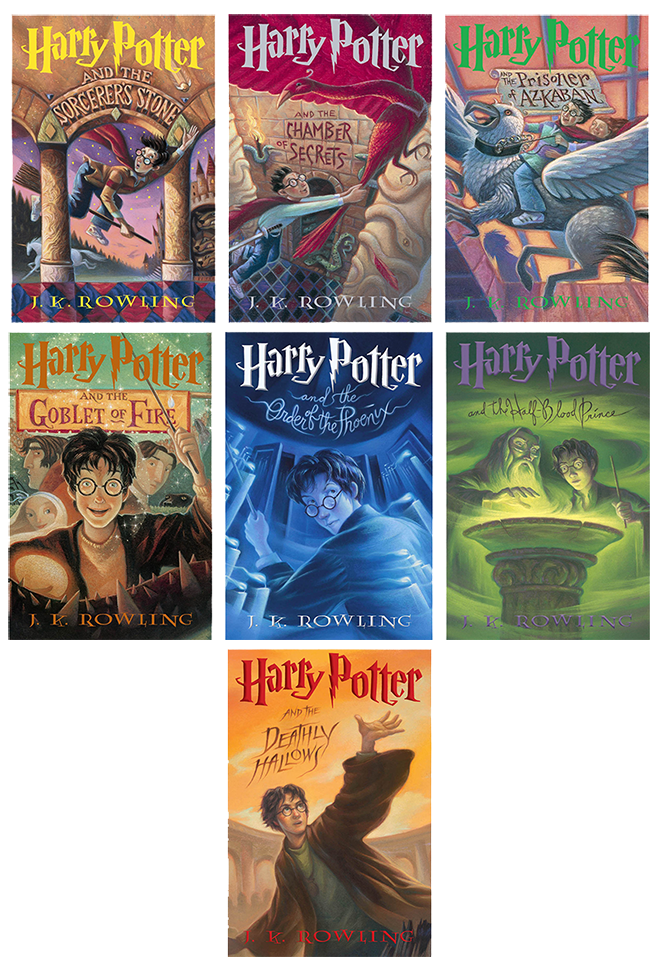 Harry Potter
AND THE
SORCERER'S STONE
J. K. ROWLING
Harry Potter
AND THE
CHAMBER
OF
SECRETS
J. K. ROWLING
Harry Potter
AND THE Prisoner
of AZKABAN
J. K. ROWLING
Harry Potter
AND THE
GOBLET OF FIRE
J. K. ROWLING
Harry Potter
and the
Order of the Phoenix
J. K. ROWLING
Harry Potter
and the Half-Blood Prince
J. K. ROWLING
Harry Potter
AND THE
DEATHLY
HALLOWS
J. K. ROWLING